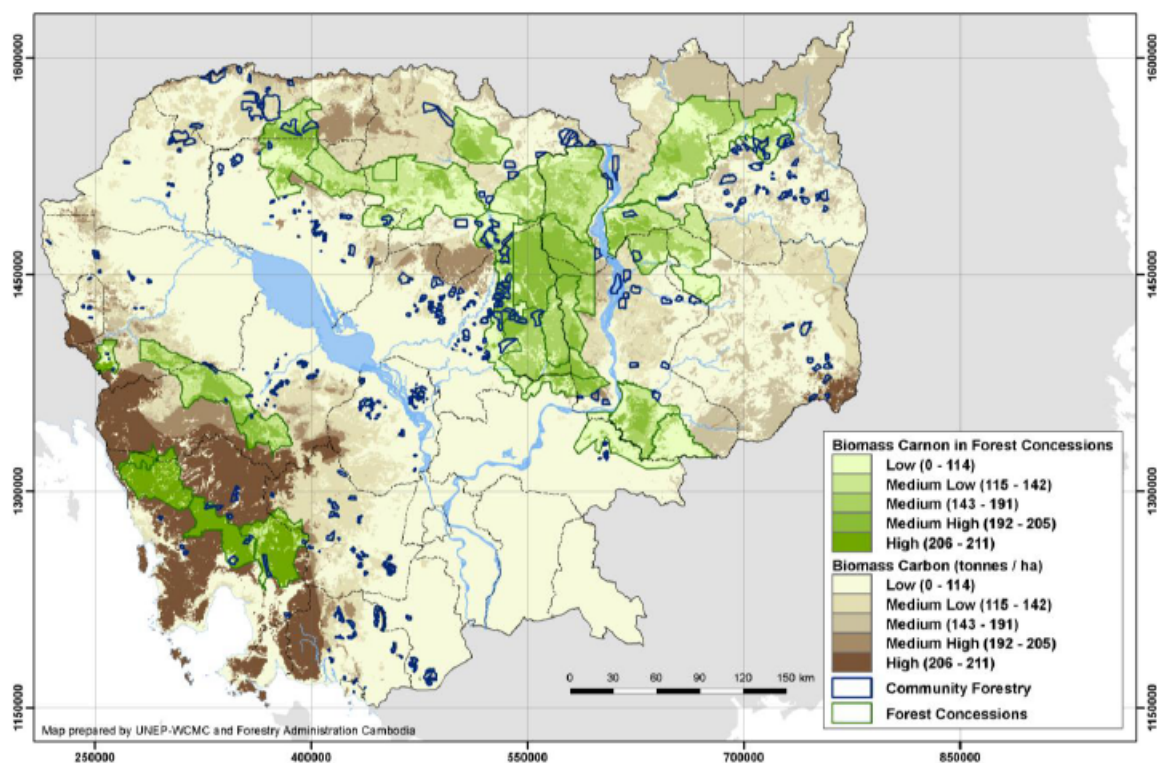 1600000
1600000
1450000
1450000
1300000
1300000
1150000
1150000
Biomass Carnon in Forest Concessions
Low (0 - 114)
Medium Low (115 - 142)
Medium (143 - 191)
Medium High (192 - 205)
High (206 - 211)
Biomass Carbon (tonnes / ha)
Low (0 - 114)
Medium Low (115 - 142)
Medium (143 - 191)
Medium High (192 - 205)
High (206 - 211)
Community Forestry
Forest Concessions
0 30 60 90 120 150 km
Map prepared by UNEP-WCMC and Forestry Administration Cambodia
250000 400000 550000 700000 850000